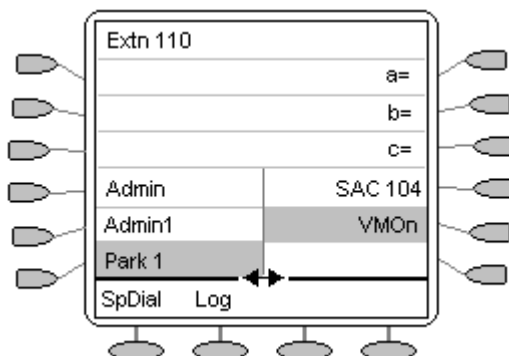 Extn 110
a=
b=
c=
Admin SAC 104
Admin1 VMOn
Park 1
SpDial Log